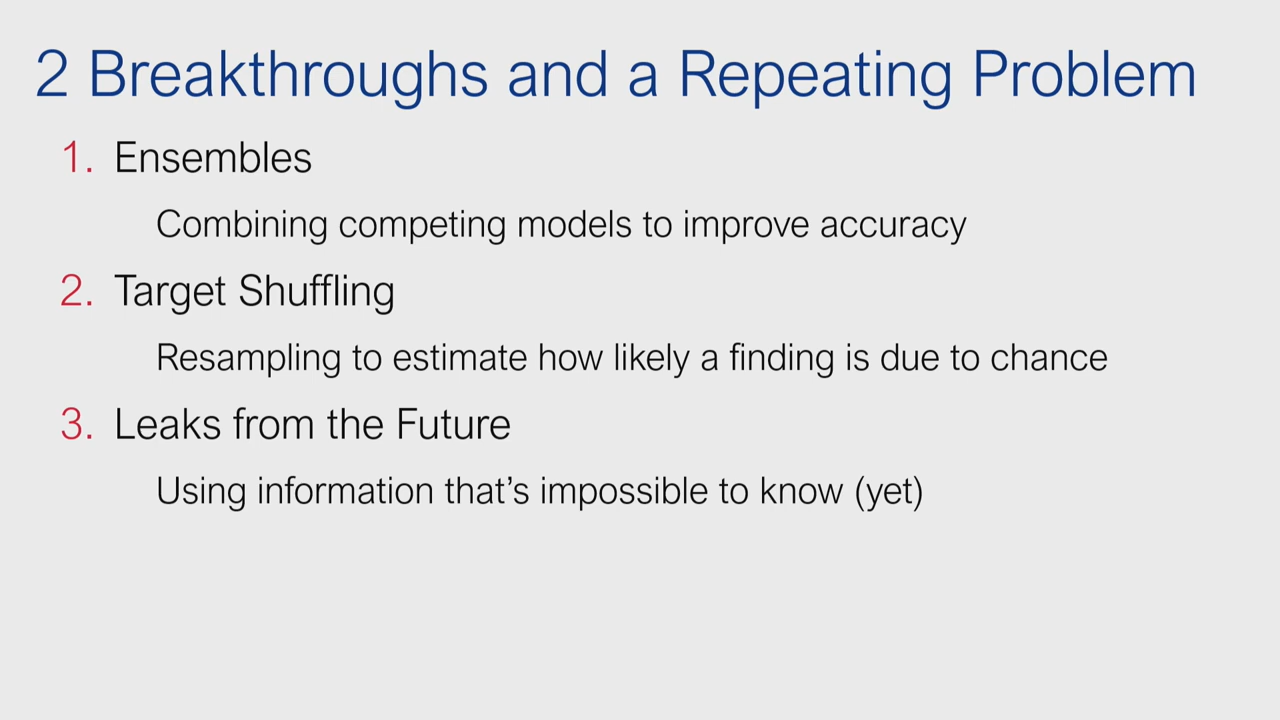 2 Breakthroughs and a Repeating Problem
1. Ensembles
Combining competing models to improve accuracy
2. Target Shuffling
Resampling to estimate how likely a finding is due to chance
3. Leaks from the Future
Using information that’s impossible to know (yet)